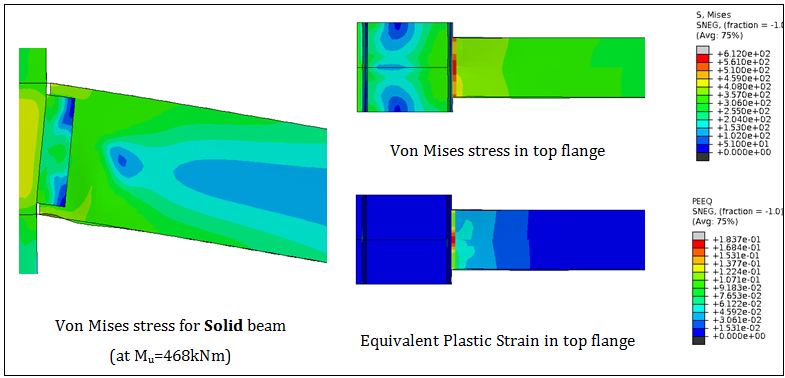 S, Mises
SNEG, (fraction = -1.0
(Avg: 75%)
+6.120e+02
+5.610e+02
+5.100e+02
+4.590e+02
+4.080e+02
+3.570e+02
+3.060e+02
+2.550e+02
+2.040e+02
+1.530e+02
+1.020e+02
+5.100e+01
+0.000e+00
Von Mises stress in top flange
PEEQ
SNEG, (fraction = -1.0)
(Avg: 75%)
+1.837e-01
+1.684e-01
+1.531e-01
+1.377e-01
+1.224e-01
+1.071e-01
+9.183e-02
+7.653e-02
+6.122e-02
+4.592e-02
+3.061e-02
+1.531e-02
+0.000e+00
Von Mises stress for Solid beam
(at Mu=468kNm)
Equivalent Plastic Strain in top flange